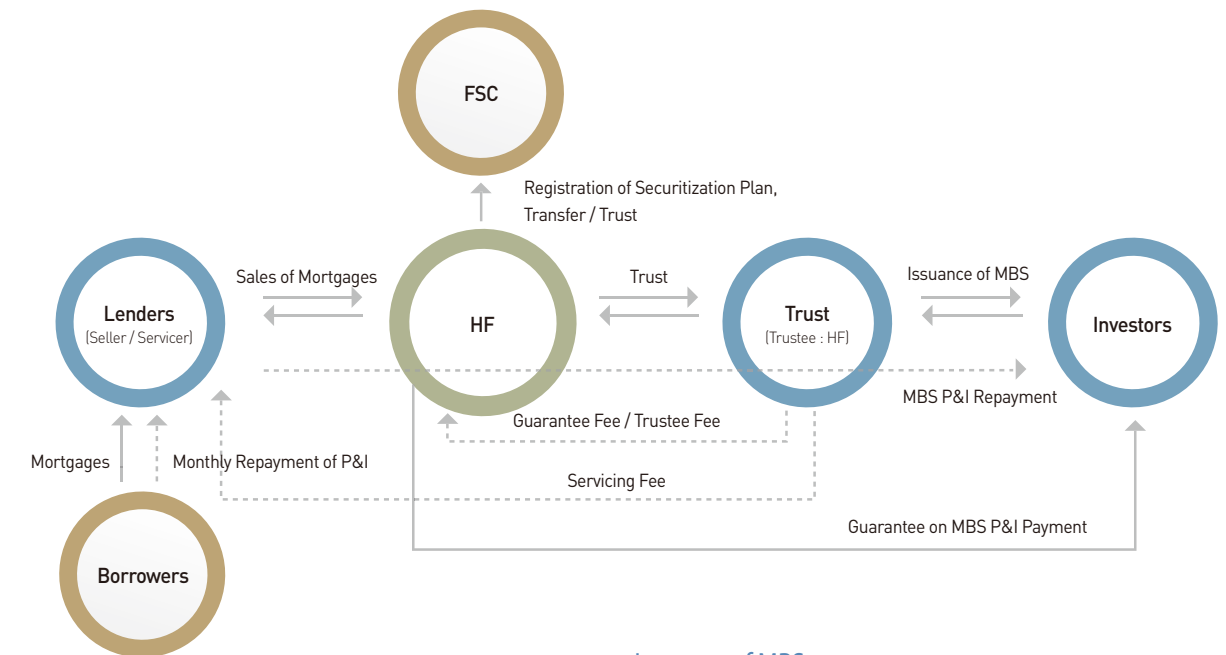 FSC
Registration of Securitization Plan,
Transfer / Trust
Sales of Mortgages
Trust
Issuance of MBS
Lenders
(Seller / Servicer)
HF
Trust
(Trustee : HF)
Investors
MBS P&I Repayment
Guarantee Fee / Trustee Fee
Mortgages
Monthly Repayment of P&I
Servicing Fee
Guarantee on MBS P&I Payment
Borrowers